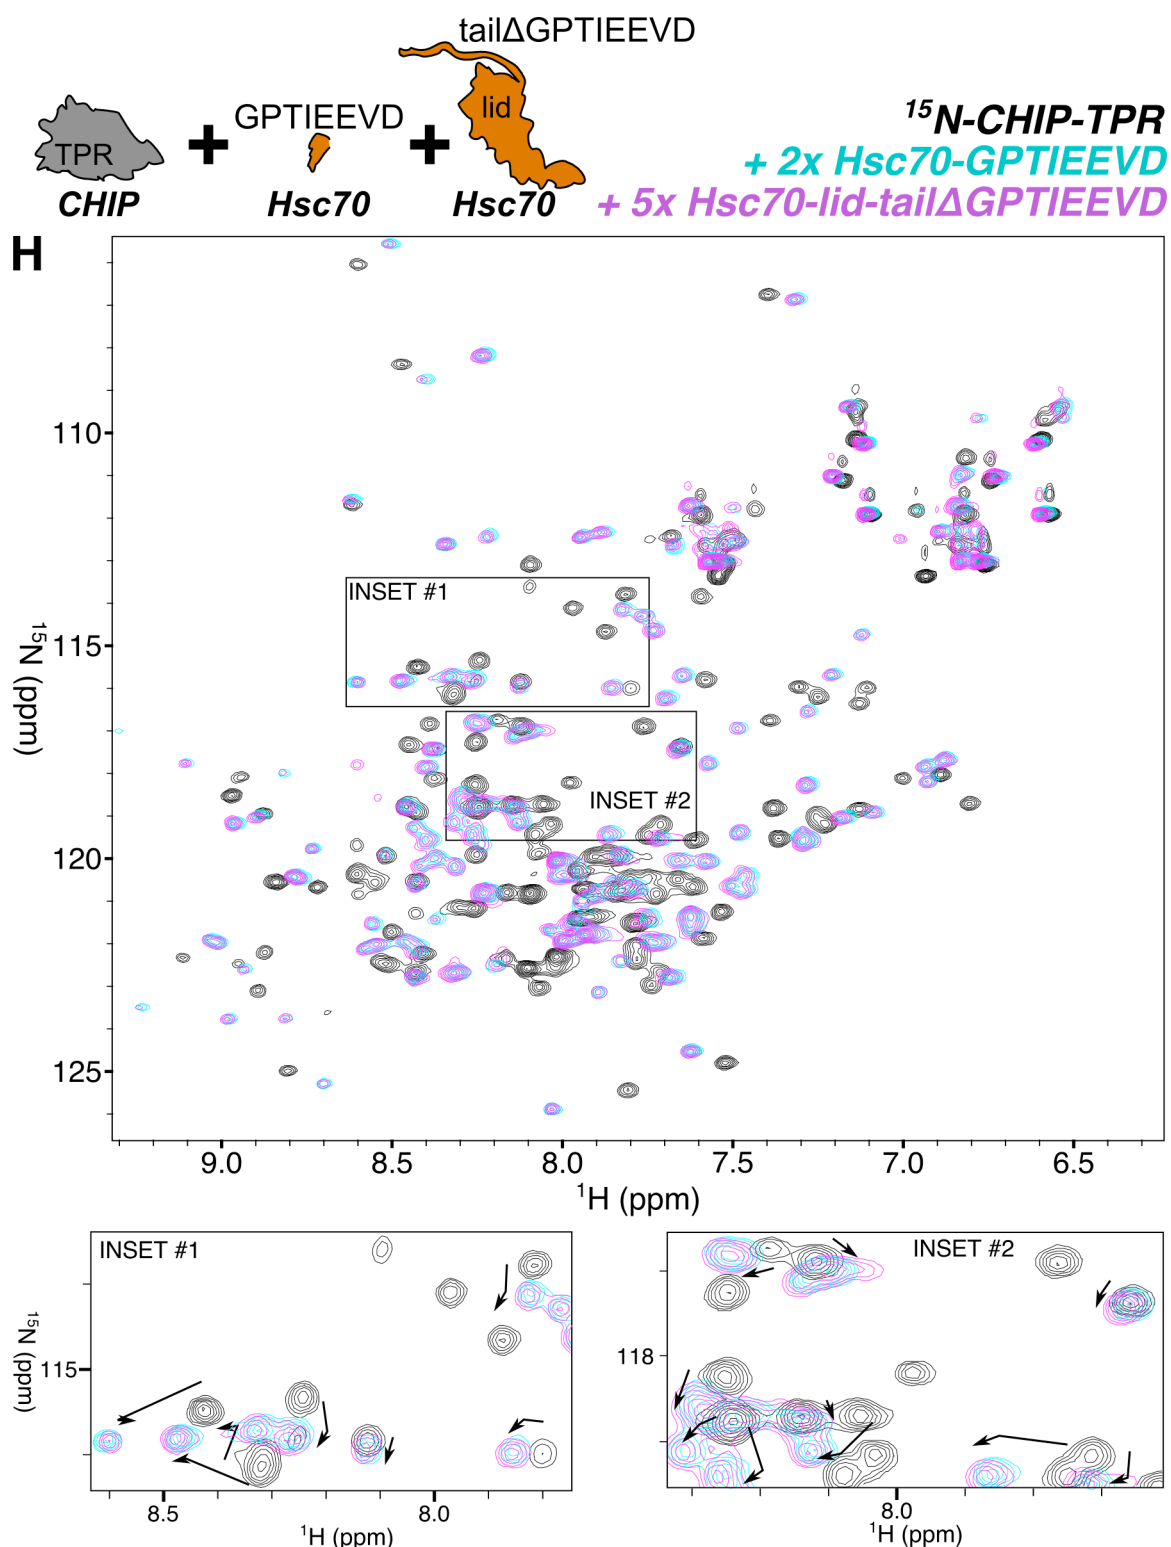 tailΔGPTIEEVD
lid
GPTIEEVD
TPR
+
+
CHIP
Hsc70
Hsc70
¹⁵N-CHIP-TPR
+ 2x Hsc70-GPTIEEVD
+ 5x Hsc70-lid-tailΔGPTIEEVD
H
INSET #1
INSET #2
110
115
120
125
¹⁵N (ppm)
9.0 8.5 8.0 7.5 7.0 6.5
¹H (ppm)
INSET #1
115
¹⁵N (ppm)
8.5 8.0
¹H (ppm)
INSET #2
118
8.0
¹H (ppm)